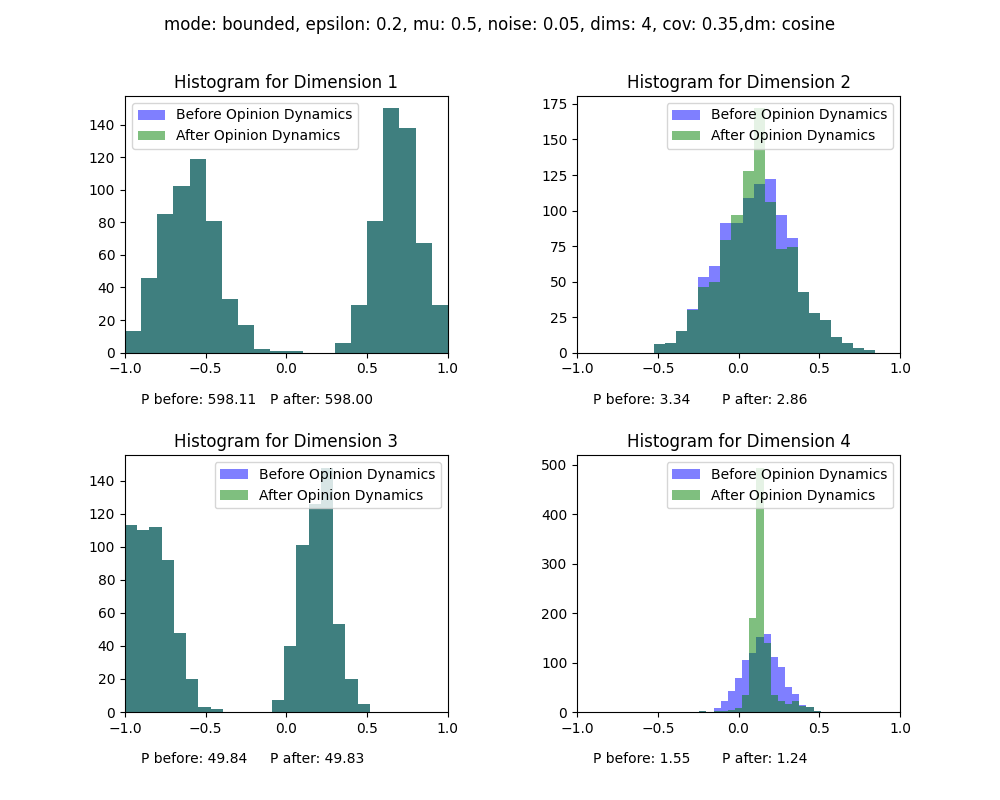 mode: bounded, epsilon: 0.2, mu: 0.5, noise: 0.05, dims: 4, cov: 0.35,dm: cosine
Histogram for Dimension 1
Before Opinion Dynamics
After Opinion Dynamics
140
120
100
80
60
40
20
0
−1.0 −0.5 0.0 0.5 1.0
P before: 598.11 P after: 598.00
Histogram for Dimension 2
Before Opinion Dynamics
After Opinion Dynamics
175
150
125
100
75
50
25
0
−1.0 −0.5 0.0 0.5 1.0
P before: 3.34 P after: 2.86
Histogram for Dimension 3
Before Opinion Dynamics
After Opinion Dynamics
140
120
100
80
60
40
20
0
−1.0 −0.5 0.0 0.5 1.0
P before: 49.84 P after: 49.83
Histogram for Dimension 4
Before Opinion Dynamics
After Opinion Dynamics
500
400
300
200
100
0
−1.0 −0.5 0.0 0.5 1.0
P before: 1.55 P after: 1.24